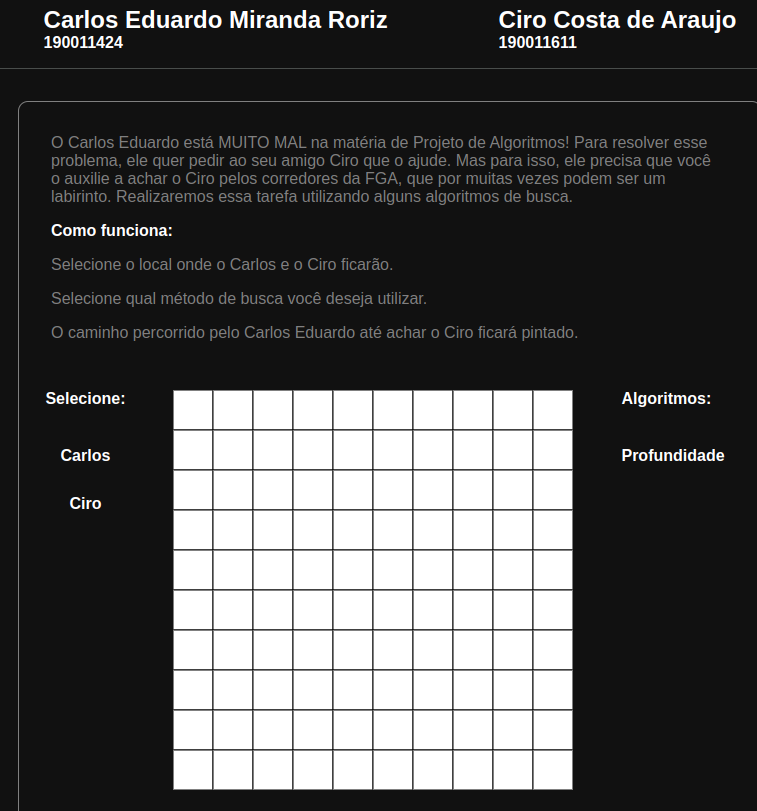 Carlos Eduardo Miranda Roriz
190011424
Ciro Costa de Araujo
190011611
O Carlos Eduardo está MUITO MAL na matéria de Projeto de Algoritmos! Para resolver esse
problema, ele quer pedir ao seu amigo Ciro que o ajude. Mas para isso, ele precisa que você
o auxilie a achar o Ciro pelos corredores da FGA, que por muitas vezes podem ser um
labirinto. Realizaremos essa tarefa utilizando alguns algoritmos de busca.
Como funciona:
Selecione o local onde o Carlos e o Ciro ficarão.
Selecione qual método de busca você deseja utilizar.
O caminho percorrido pelo Carlos Eduardo até achar o Ciro ficará pintado.
Selecione:
Carlos
Ciro
Algoritmos:
Profundidade